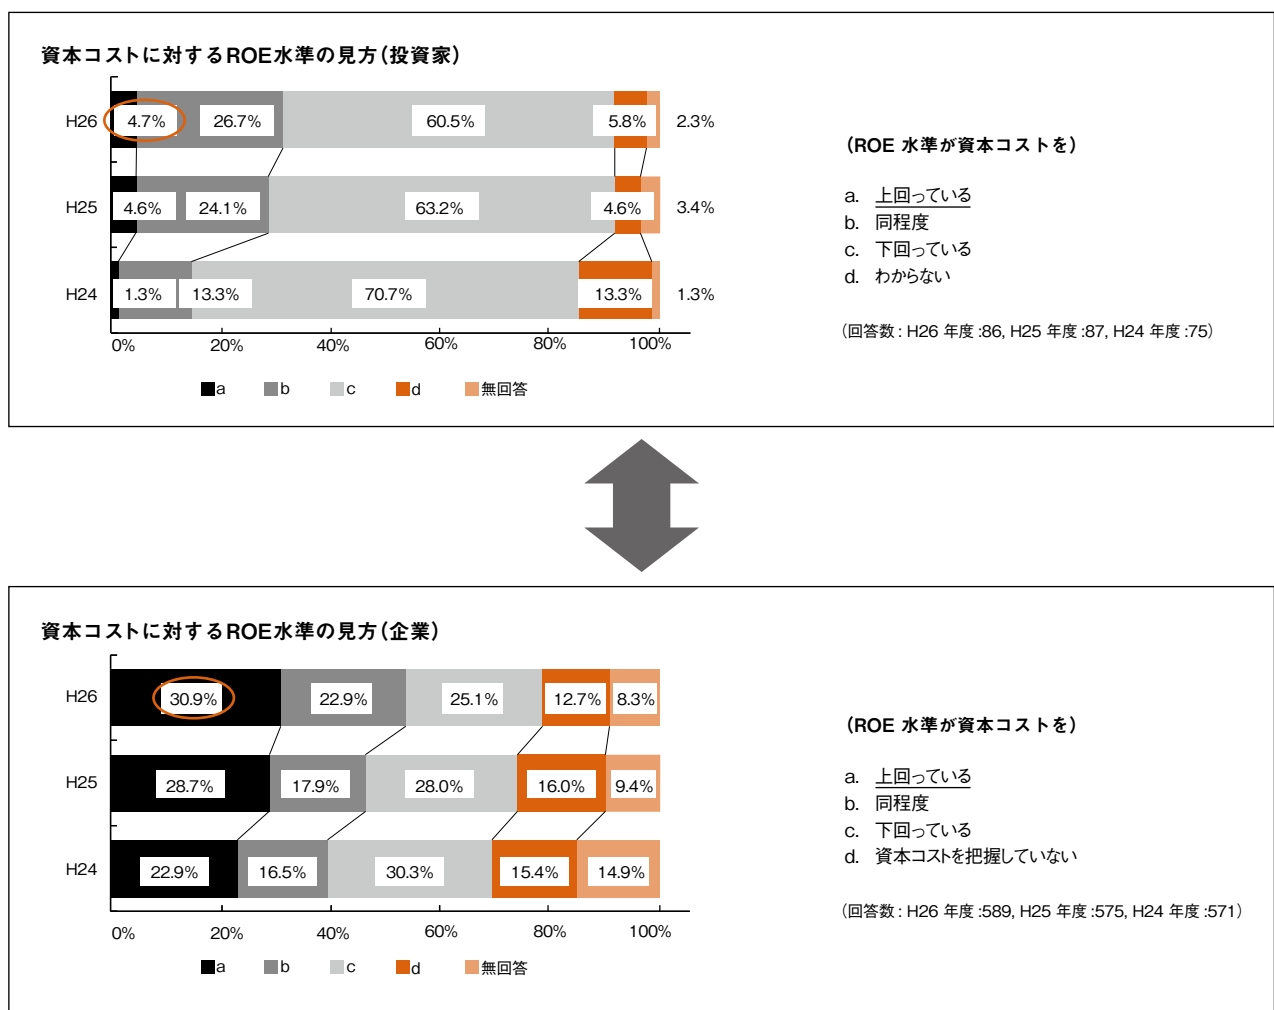 資本コストに対するROE水準の見方(投資家)
H26 4.7% 26.7% 60.5% 5.8% 2.3%
H25 4.6% 24.1% 63.2% 4.6% 3.4%
H24 1.3% 13.3% 70.7% 13.3% 1.3%
0% 20% 40% 60% 80% 100%
a b c d 無回答
(ROE 水準が資本コストを)
a. 上回っている
b. 同程度
c. 下回っている
d. わからない
(回答数 : H26 年度 :86, H25 年度 :87, H24 年度 :75)
資本コストに対するROE水準の見方(企業)
H26 30.9% 22.9% 25.1% 12.7% 8.3%
H25 28.7% 17.9% 28.0% 16.0% 9.4%
H24 22.9% 16.5% 30.3% 15.4% 14.9%
0% 20% 40% 60% 80% 100%
a b c d 無回答
(ROE 水準が資本コストを)
a. 上回っている
b. 同程度
c. 下回っている
d. 資本コストを把握していない
(回答数 : H26 年度 :589, H25 年度 :575, H24 年度 :571)